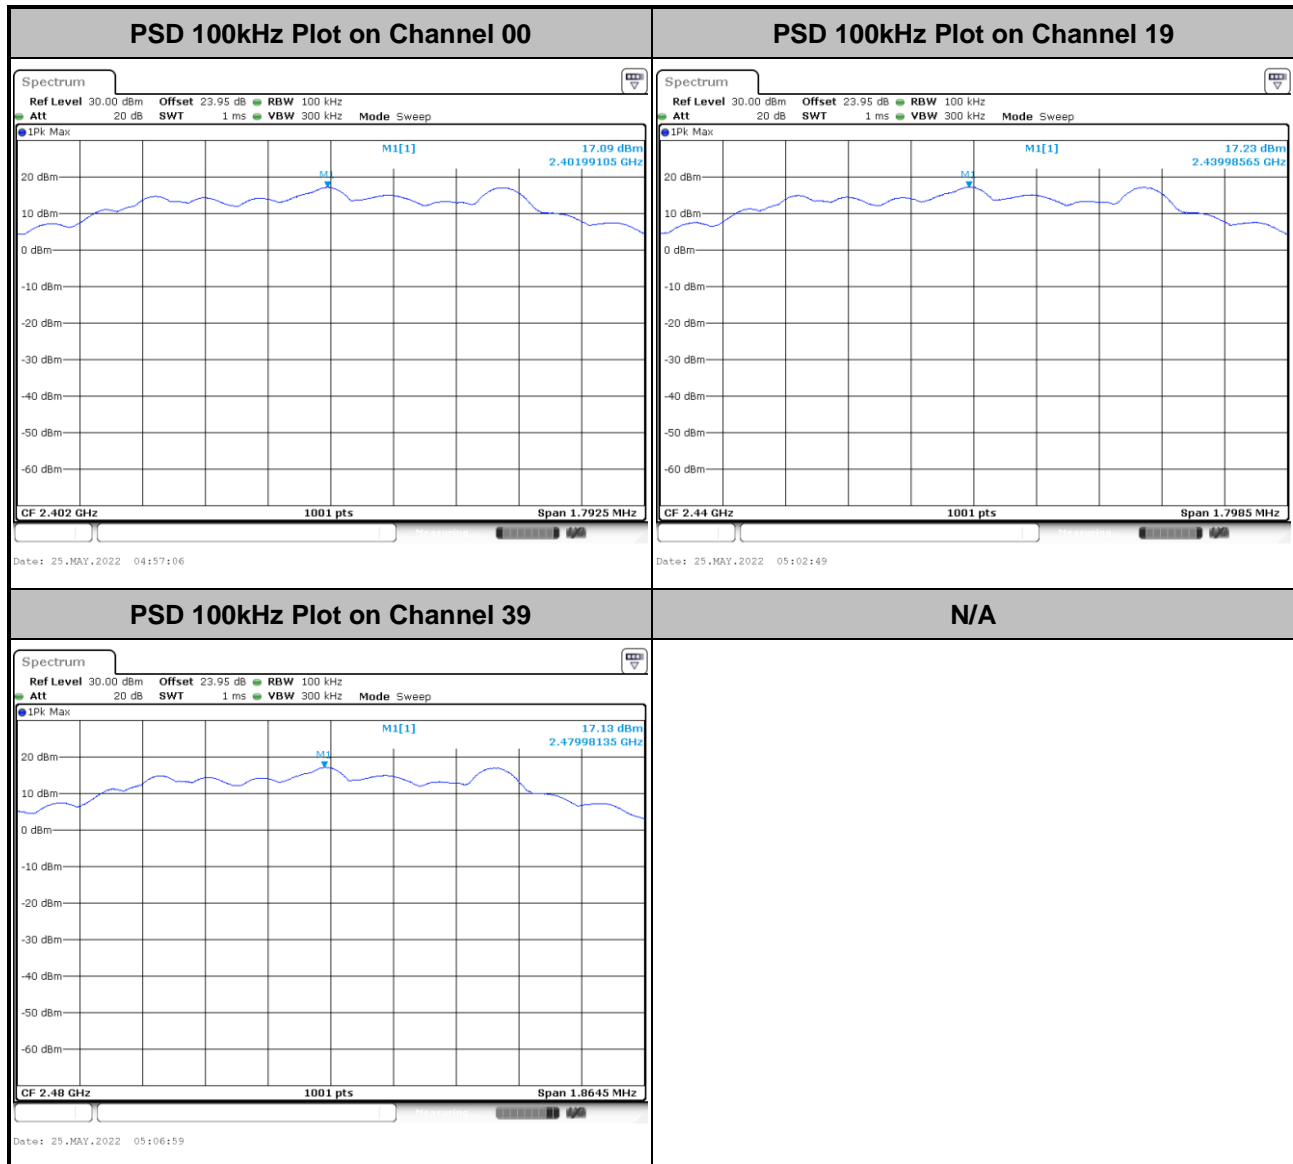 PSD 100kHz Plot on Channel 00
PSD 100kHz Plot on Channel 19
Spectrum
Ref Level 30.00 dBm Offset 23.95 dB RBW 100 kHz
Att 20 dB SWT 1 ms VBW 300 kHz Mode Sweep
1Pk Max
M1[1] 17.09 dBm
2.40199105 GHz
M1
20 dBm
10 dBm
0 dBm
-10 dBm
-20 dBm
-30 dBm
-40 dBm
-50 dBm
-60 dBm
CF 2.402 GHz 1001 pts Span 1.7925 MHz
Measuring
Date: 25.MAY.2022 04:57:06
Spectrum
Ref Level 30.00 dBm Offset 23.95 dB RBW 100 kHz
Att 20 dB SWT 1 ms VBW 300 kHz Mode Sweep
1Pk Max
M1[1] 17.23 dBm
2.43998565 GHz
M1
20 dBm
10 dBm
0 dBm
-10 dBm
-20 dBm
-30 dBm
-40 dBm
-50 dBm
-60 dBm
CF 2.44 GHz 1001 pts Span 1.7985 MHz
Measuring
Date: 25.MAY.2022 05:02:49
PSD 100kHz Plot on Channel 39
N/A
Spectrum
Ref Level 30.00 dBm Offset 23.95 dB RBW 100 kHz
Att 20 dB SWT 1 ms VBW 300 kHz Mode Sweep
1Pk Max
M1[1] 17.13 dBm
2.47998135 GHz
M1
20 dBm
10 dBm
0 dBm
-10 dBm
-20 dBm
-30 dBm
-40 dBm
-50 dBm
-60 dBm
CF 2.48 GHz 1001 pts Span 1.8645 MHz
Measuring
Date: 25.MAY.2022 05:06:59